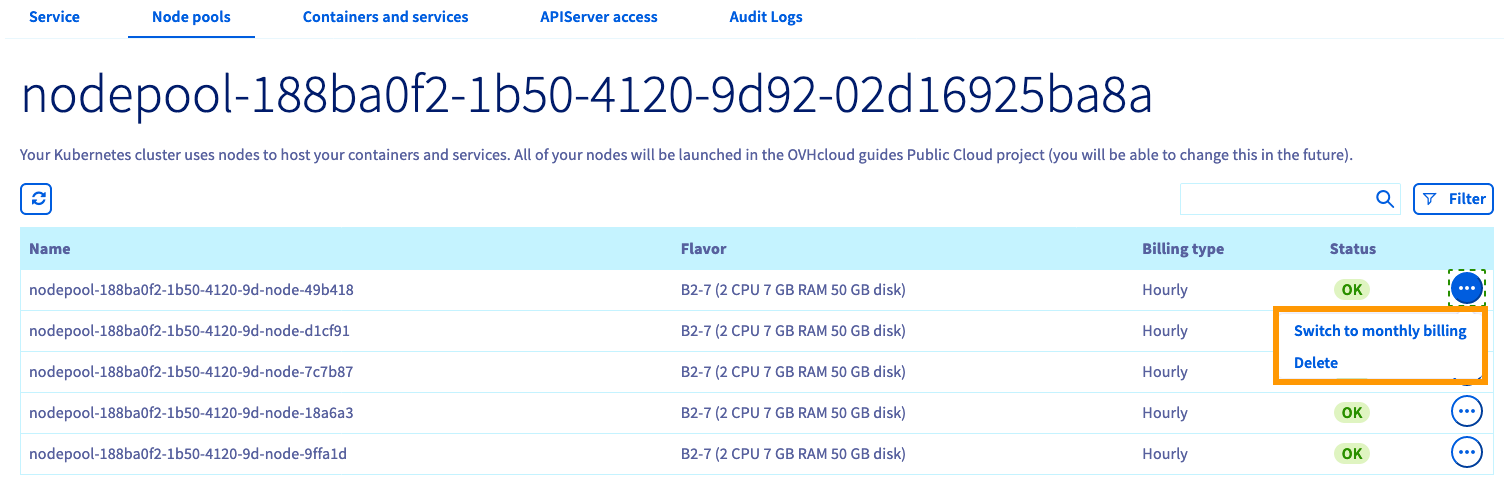 Service Node pools Containers and services APIServer access Audit Logs
nodepool-188ba0f2-1b50-4120-9d92-02d16925ba8a
Your Kubernetes cluster uses nodes to host your containers and services. All of your nodes will be launched in the OVHcloud guides Public Cloud project (you will be able to change this in the future).
Filter
Name Flavor Billing type Status
nodepool-188ba0f2-1b50-4120-9d-node-49b418 B2-7 (2 CPU 7 GB RAM 50 GB disk) Hourly OK
nodepool-188ba0f2-1b50-4120-9d-node-d1cf91 B2-7 (2 CPU 7 GB RAM 50 GB disk) Hourly Switch to monthly billing
Delete
nodepool-188ba0f2-1b50-4120-9d-node-7c7b87 B2-7 (2 CPU 7 GB RAM 50 GB disk) Hourly
nodepool-188ba0f2-1b50-4120-9d-node-18a6a3 B2-7 (2 CPU 7 GB RAM 50 GB disk) Hourly OK
nodepool-188ba0f2-1b50-4120-9d-node-9ffa1d B2-7 (2 CPU 7 GB RAM 50 GB disk) Hourly OK